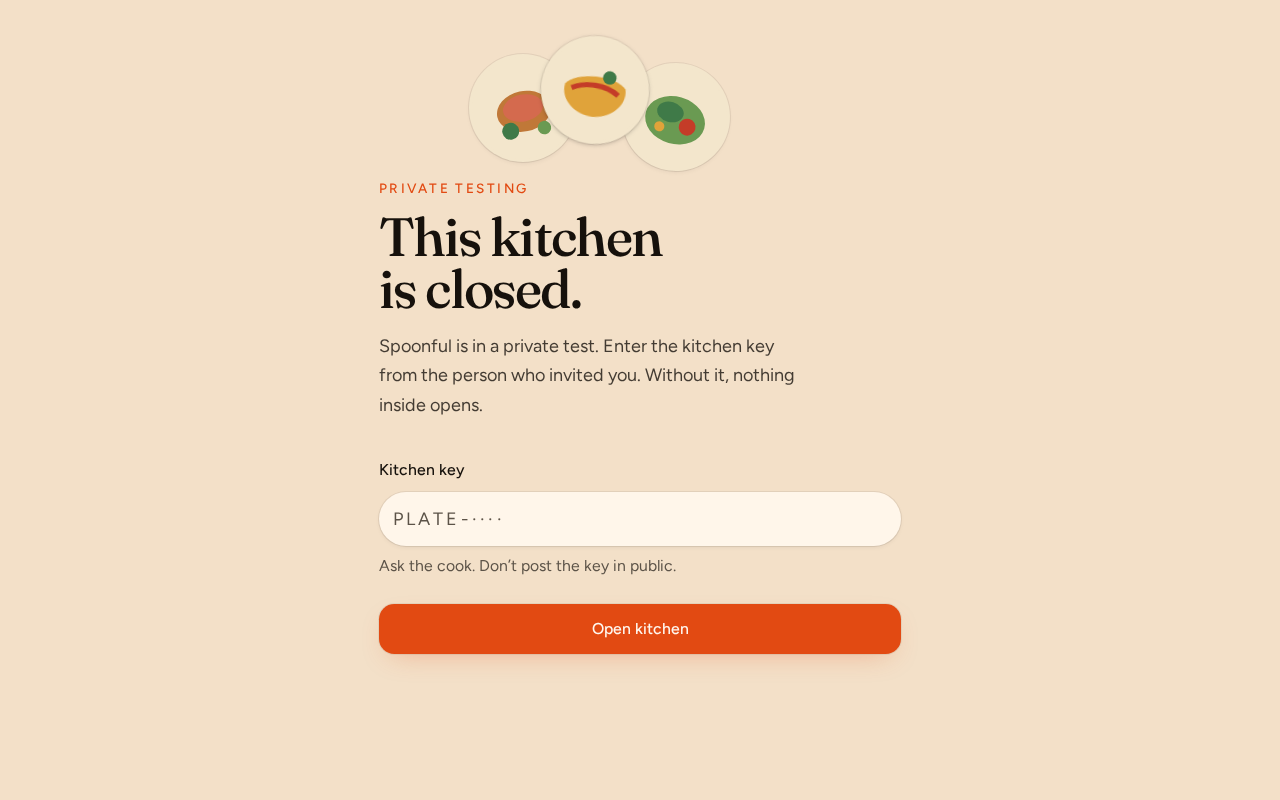 PRIVATE TESTING
This kitchen
is closed.
Spoonful is in a private test. Enter the kitchen key
from the person who invited you. Without it, nothing
inside opens.
Kitchen key
PLATE-····
Ask the cook. Don’t post the key in public.
Open kitchen